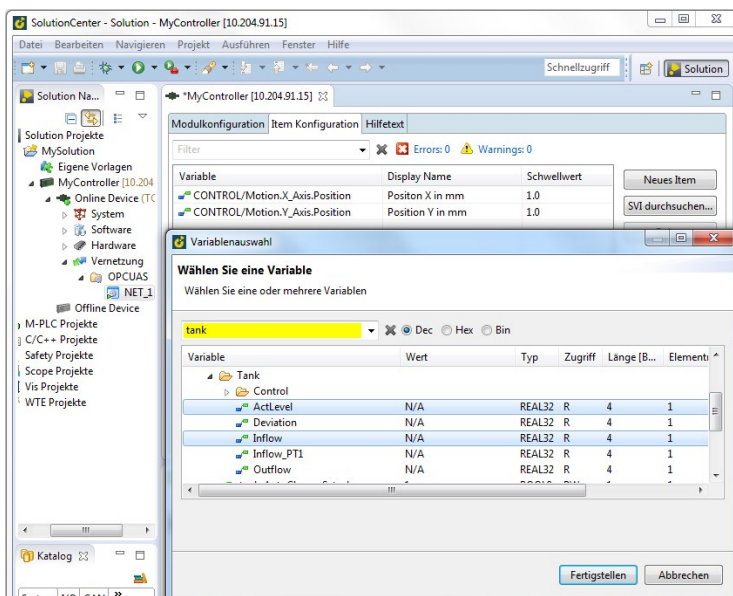 SolutionCenter - Solution - MyController [10.204.91.15]
Datei Bearbeiten Navigieren Projekt Ausführen Fenster Hilfe
Schnellzugriff Solution
Solution Na...
*MyController [10.204.91.15]
Modulkonfiguration Item Konfiguration Hilfetext
Filter Errors: 0 Warnings: 0
Solution Projekte
MySolution
Eigene Vorlagen
MyController [10.204
Online Device (TC
System
Software
Hardware
Vernetzung
OPCUAS
NET_1
Offline Device
M-PLC Projekte
C/C++ Projekte
Safety Projekte
Scope Projekte
Vis Projekte
WTE Projekte
Variable Display Name Schwellwert
CONTROL/Motion.X_Axis.Position Positon X in mm 1.0
CONTROL/Motion.Y_Axis.Position Position Y in mm 1.0
Neues Item
SVI durchsuchen...
Variablenauswahl
Wählen Sie eine Variable
Wählen Sie eine oder mehrere Variablen
tank Dec Hex Bin
Variable Wert Typ Zugriff Länge [B... Element
Tank
Control
ActLevel N/A REAL32 R 4 1
Deviation N/A REAL32 R 4 1
Inflow N/A REAL32 R 4 1
Inflow_PT1 N/A REAL32 R 4 1
Outflow N/A REAL32 R 4 1
Fertigstellen Abbrechen
Katalog